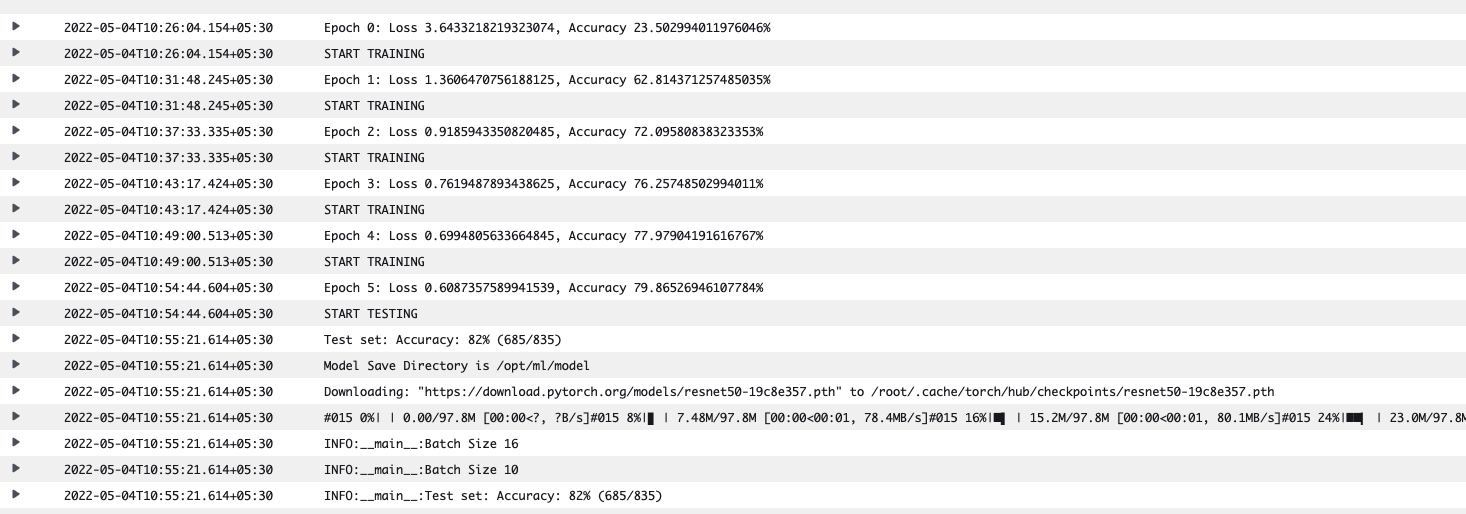 2022-05-04T10:26:04.154+05:30 Epoch 0: Loss 3.6433218219323074, Accuracy 23.502994011976046%
2022-05-04T10:26:04.154+05:30 START TRAINING
2022-05-04T10:31:48.245+05:30 Epoch 1: Loss 1.3606470756188125, Accuracy 62.814371257485035%
2022-05-04T10:31:48.245+05:30 START TRAINING
2022-05-04T10:37:33.335+05:30 Epoch 2: Loss 0.9185943350820485, Accuracy 72.09580838323353%
2022-05-04T10:37:33.335+05:30 START TRAINING
2022-05-04T10:43:17.424+05:30 Epoch 3: Loss 0.7619487893438625, Accuracy 76.25748502994011%
2022-05-04T10:43:17.424+05:30 START TRAINING
2022-05-04T10:49:00.513+05:30 Epoch 4: Loss 0.6994805633664845, Accuracy 77.97904191616767%
2022-05-04T10:49:00.513+05:30 START TRAINING
2022-05-04T10:54:44.604+05:30 Epoch 5: Loss 0.6087357589941539, Accuracy 79.86526946107784%
2022-05-04T10:54:44.604+05:30 START TESTING
2022-05-04T10:55:21.614+05:30 Test set: Accuracy: 82% (685/835)
2022-05-04T10:55:21.614+05:30 Model Save Directory is /opt/ml/model
2022-05-04T10:55:21.614+05:30 Downloading: "https://download.pytorch.org/models/resnet50-19c8e357.pth" to /root/.cache/torch/hub/checkpoints/resnet50-19c8e357.pth
2022-05-04T10:55:21.614+05:30 #015 0%| | 0.00/97.8M [00:00<?, ?B/s]#015 8%|▊ | 7.48M/97.8M [00:00<00:01, 78.4MB/s]#015 16%|█▌ | 15.2M/97.8M [00:00<00:01, 80.1MB/s]#015 24%|██▎ | 23.0M/97.8M
2022-05-04T10:55:21.614+05:30 INFO:__main__:Batch Size 16
2022-05-04T10:55:21.614+05:30 INFO:__main__:Batch Size 10
2022-05-04T10:55:21.614+05:30 INFO:__main__:Test set: Accuracy: 82% (685/835)